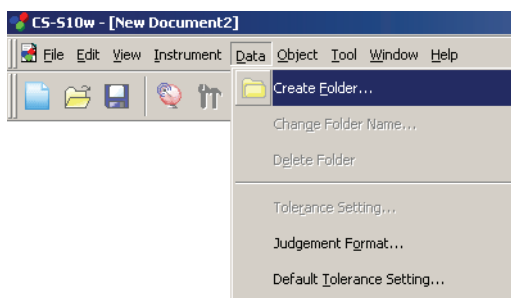 CS-S10w - [New Document2]
File Edit View Instrument Data Object Tool Window Help
Create Folder...
Change Folder Name...
Delete Folder
Tolerance Setting...
Judgement Format...
Default Tolerance Setting...